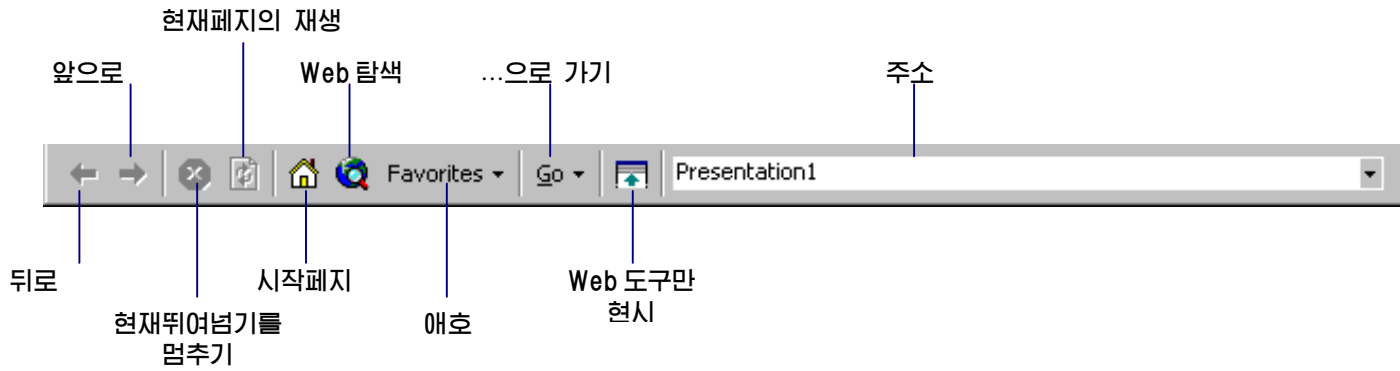 현재페지의 재생
앞으로
Web 탐색
...으로 가기
주소
Favorites
Go
Presentation1
뒤로
시작페지
Web 도구만
현시
현재뛰여넘기를
멈추기
애호